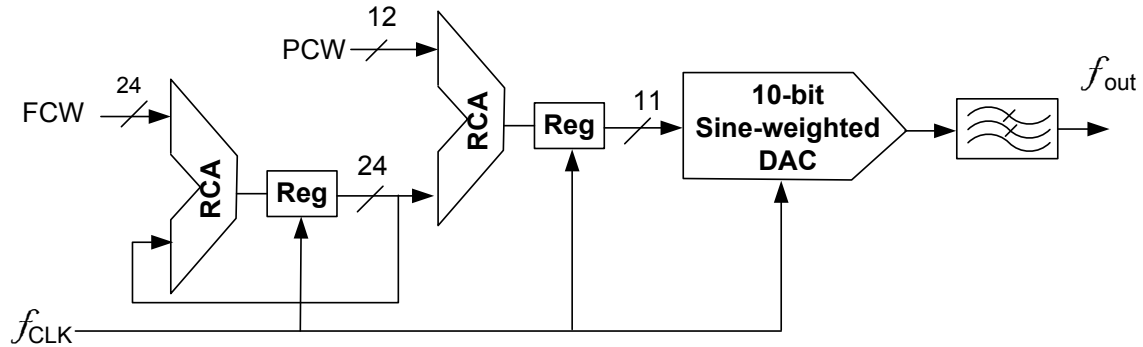 FCW
24
RCA
Reg
24
PCW
12
RCA
Reg
11
10-bit
Sine-weighted
DAC
fout
fCLK